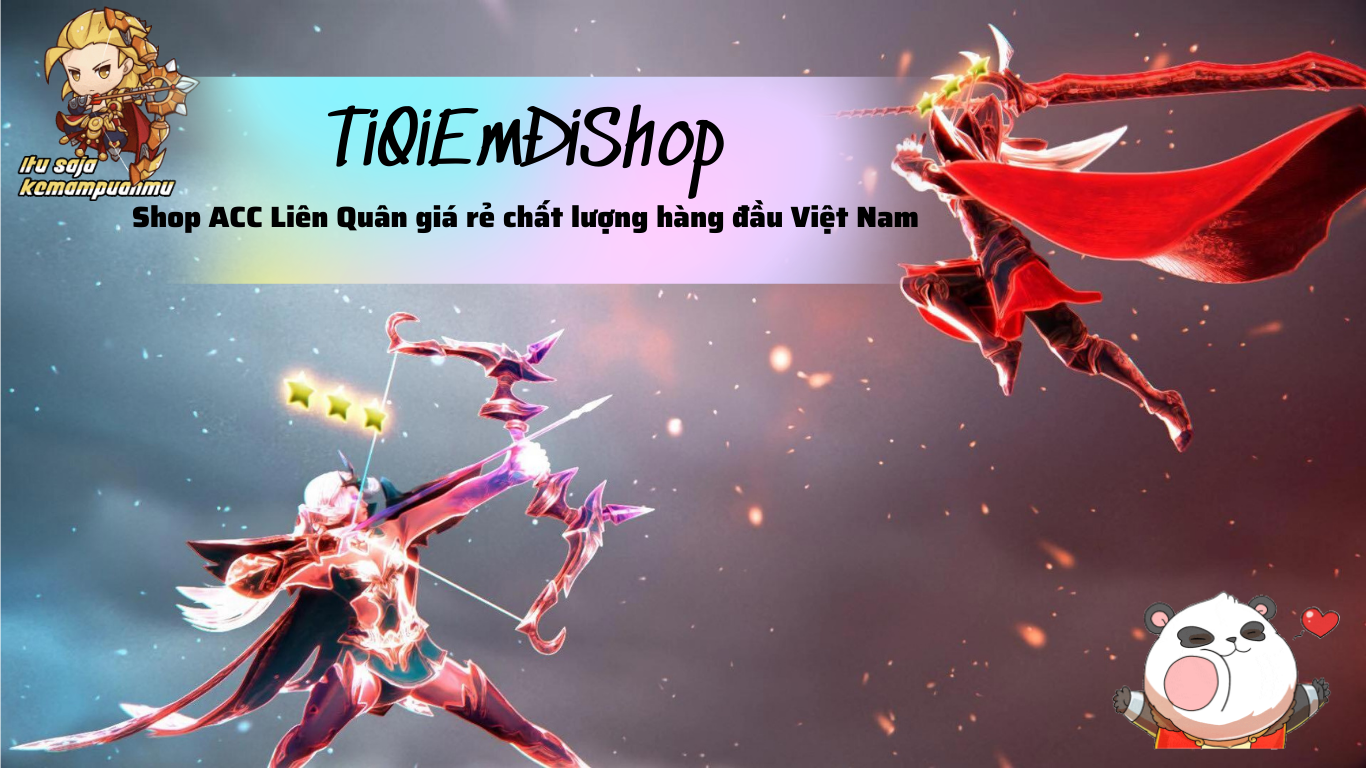 TiQiEmĐiShop
Shop ACC Liên Quân giá rẻ chất lượng hàng đầu Việt Nam
Itu saja
kemampuanmu